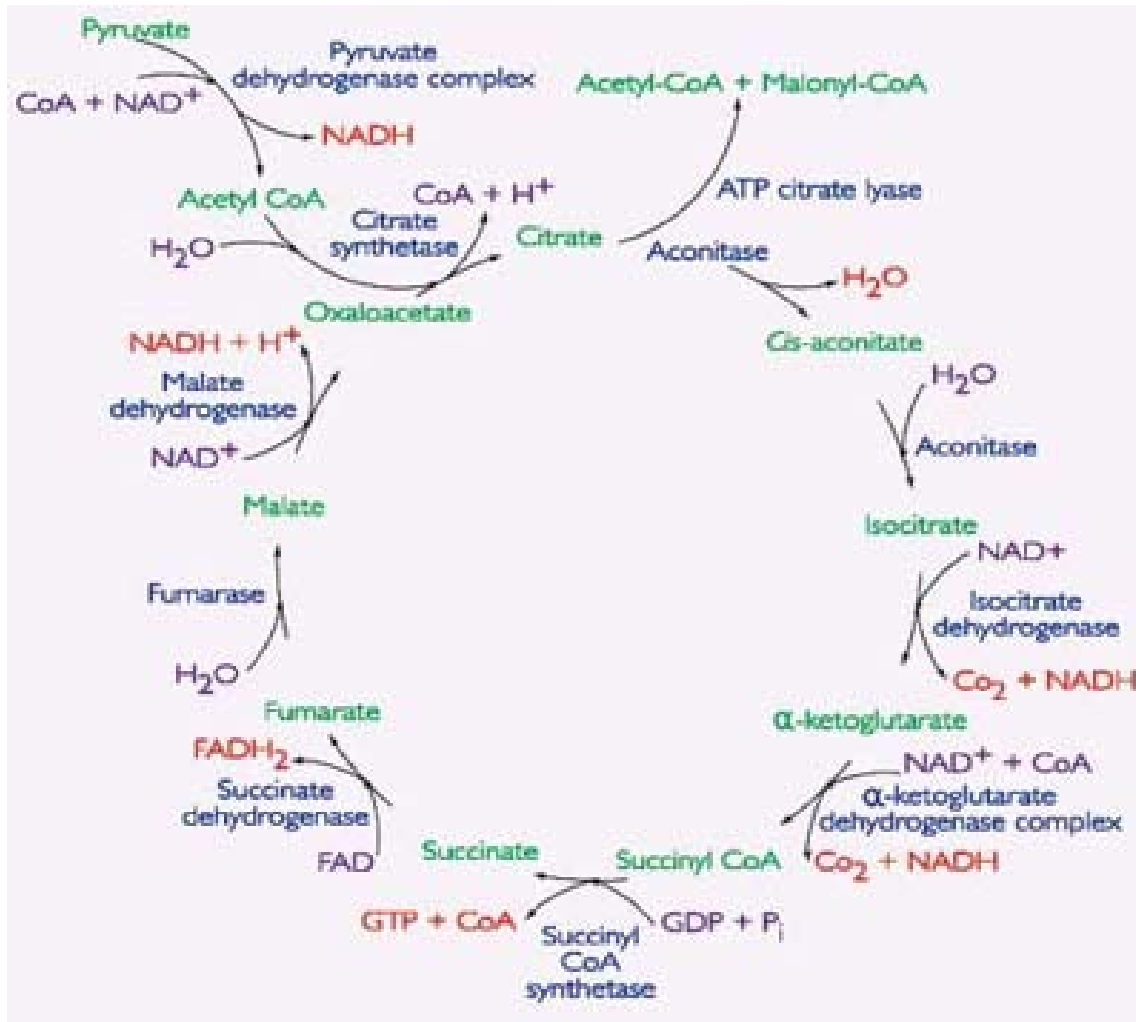 Pyruvate
Pyruvate
dehydrogenase complex
CoA + NAD⁺
NADH
Acetyl-CoA + Malonyl-CoA
ATP citrate lyase
Acetyl CoA
CoA + H⁺
Citrate
synthetase
H₂O
Citrate
Aconitase
H₂O
Oxaloacetate
Cis-aconitate
NADH + H⁺
Malate
dehydrogenase
NAD⁺
H₂O
Aconitase
Malate
Isocitrate
NAD+
Fumarase
Isocitrate
dehydrogenase
H₂O
Co₂ + NADH
Fumarate
α-ketoglutarate
FADH₂
Succinate
dehydrogenase
FAD
NAD⁺ + CoA
α-ketoglutarate
dehydrogenase complex
Co₂ + NADH
Succinate
Succinyl CoA
GTP + CoA
GDP + Pᵢ
Succinyl
CoA
synthetase